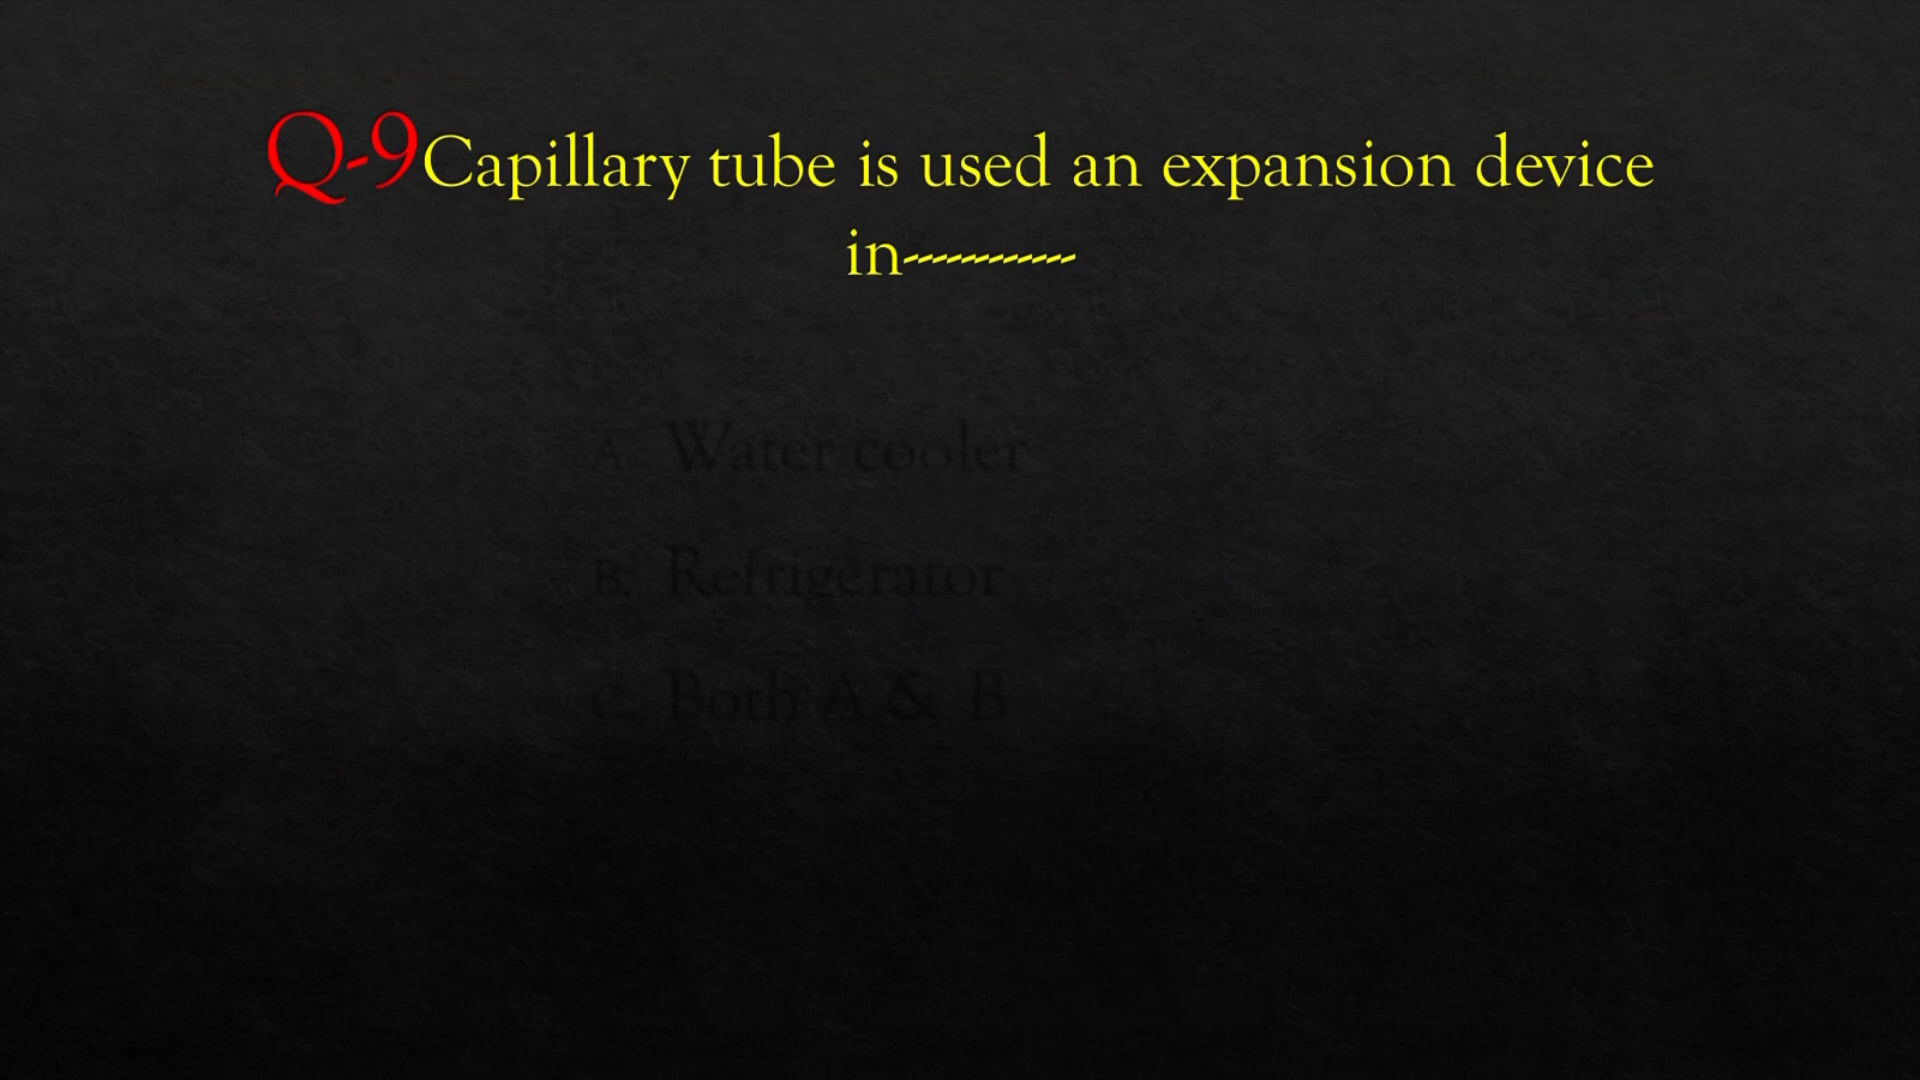 Q-9Capillary tube is used an expansion device
in------------
A. Water cooler
B. Refrigerator
C. Both A & B